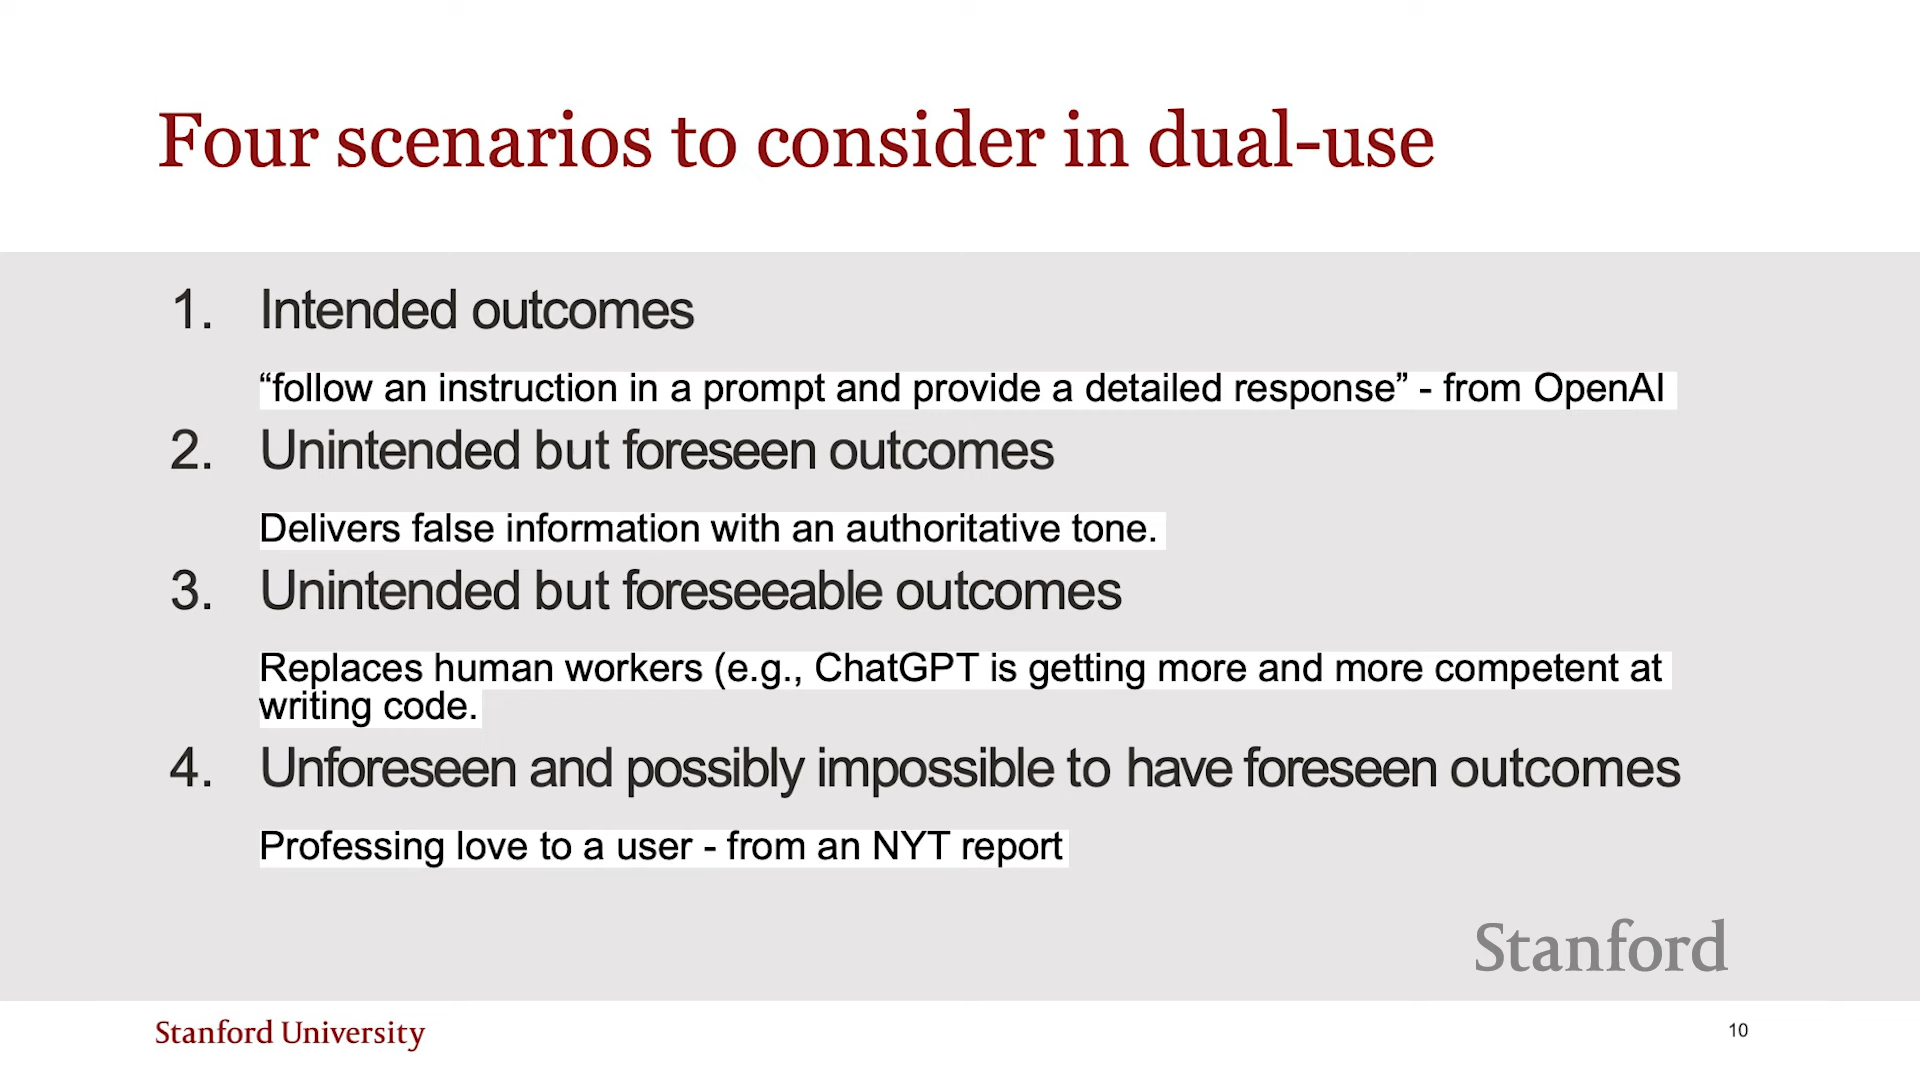 Four scenarios to consider in dual-use
1. Intended outcomes
“follow an instruction in a prompt and provide a detailed response” - from OpenAI
2. Unintended but foreseen outcomes
Delivers false information with an authoritative tone.
3. Unintended but foreseeable outcomes
Replaces human workers (e.g., ChatGPT is getting more and more competent at
writing code.
4. Unforeseen and possibly impossible to have foreseen outcomes
Professing love to a user - from an NYT report
Stanford
Stanford University
10